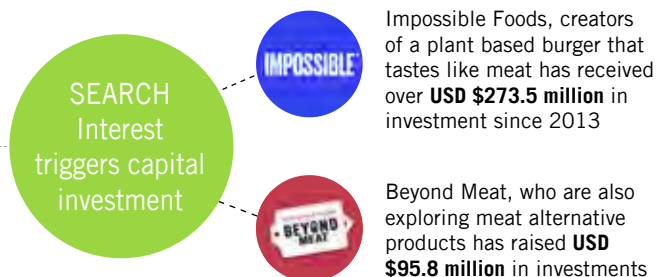 SEARCH
Interest
triggers capital
investment
IMPOSSIBLE
Impossible Foods, creators
of a plant based burger that
tastes like meat has received
over USD $273.5 million in
investment since 2013
BEYOND
MEAT
Beyond Meat, who are also
exploring meat alternative
products has raised USD
$95.8 million in investments